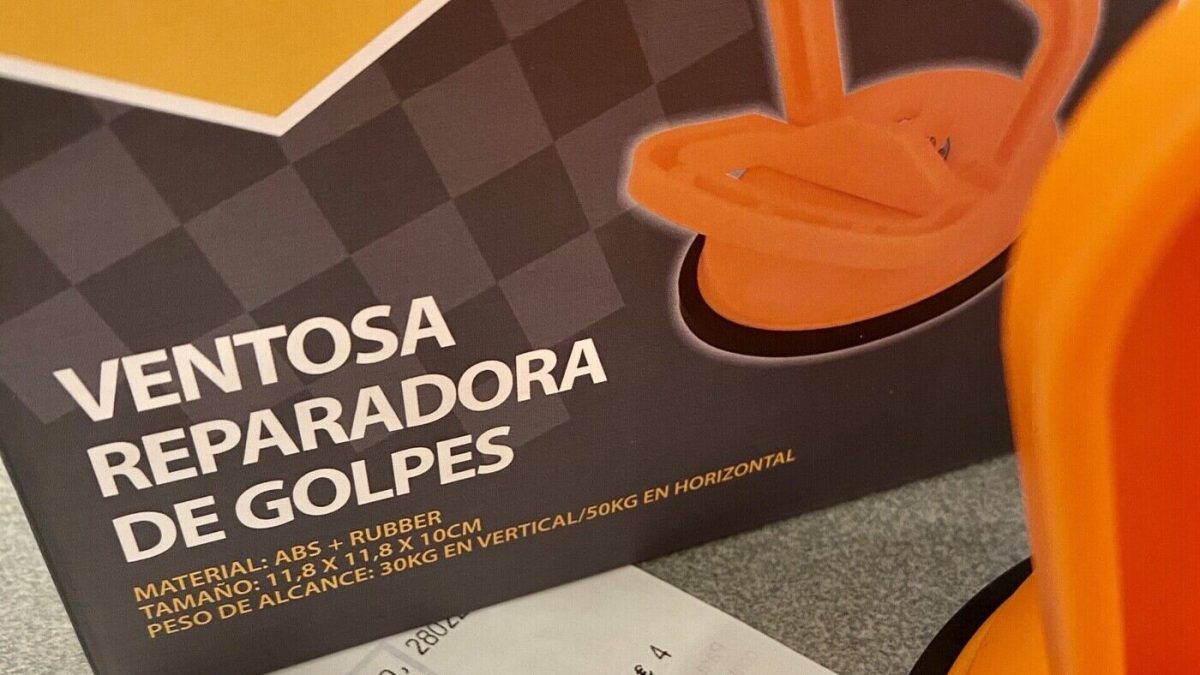 VENTOSA
REPARADORA
DE GOLPES
MATERIAL: ABS + RUBBER
TAMAÑO: 11,8 X 11,8 X 10CM
PESO DE ALCANCE: 30KG EN VERTICAL/50KG EN HORIZONTAL
€ 4